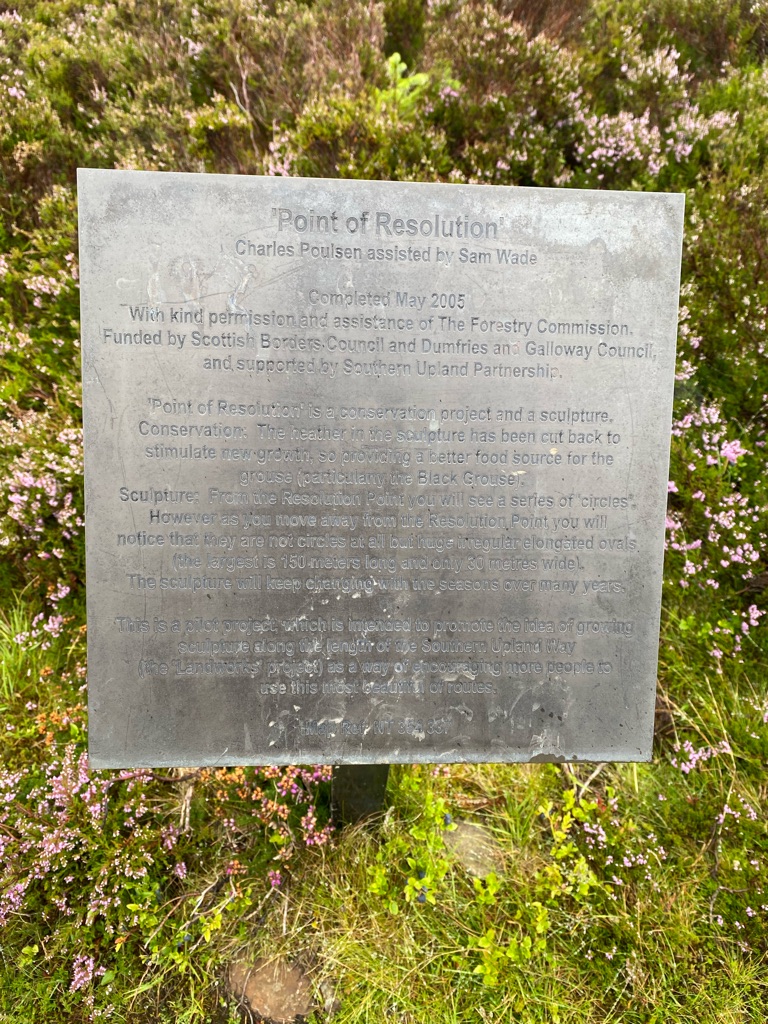 'Point of Resolution'
Charles Poulsen assisted by Sam Wade
Completed May 2005
With kind permission and assistance of The Forestry Commission.
Funded by Scottish Borders Council and Dumfries and Galloway Council,
and supported by Southern Upland Partnership.
'Point of Resolution' is a conservation project and a sculpture.
Conservation: The heather in the sculpture has been cut back to
stimulate new growth, so providing a better food source for the
grouse (particularly the Black Grouse).
Sculpture: From the Resolution Point you will see a series of 'circles'.
However as you move away from the Resolution Point you will
notice that they are not circles at all but huge irregular elongated ovals
(the largest is 150 meters long and only 30 metres wide).
The sculpture will keep changing with the seasons over many years.
This is a pilot project, which is intended to promote the idea of growing
sculpture along the length of the Southern Upland Way
(the 'Landworks' project) as a way of encouraging more people to
use this most beautiful of routes.
Ref: NT